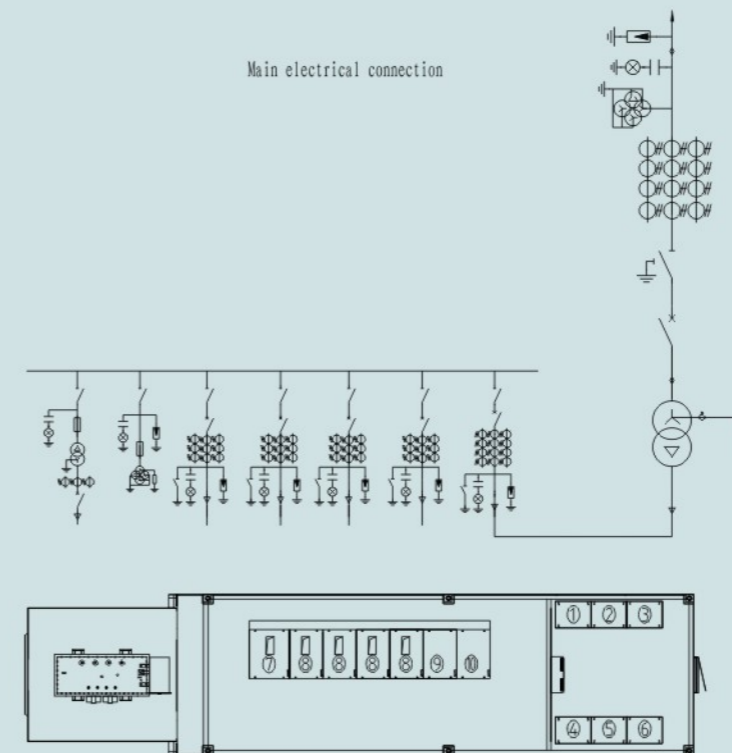 Main electrical connection
① ② ③
⑦ ⑧ ⑧ ⑧ ⑧ ⑨ ⑩
④ ⑤ ⑥